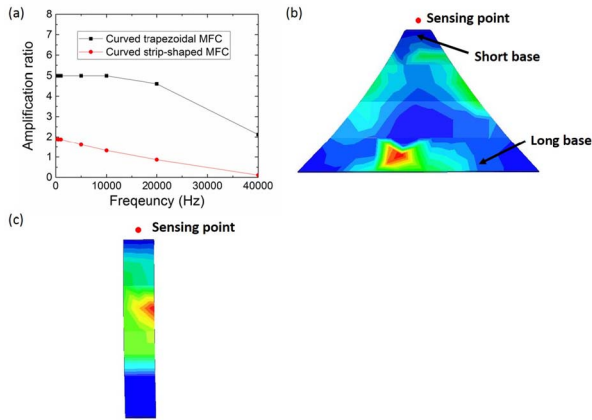 (a)
8
7
6
5
4
3
2
1
0
Amplification ratio
Curved trapezoidal MFC
Curved strip-shaped MFC
0 10000 20000 30000 40000
Freqeuncy (Hz)
(b)
Sensing point
Short base
Long base
(c)
Sensing point